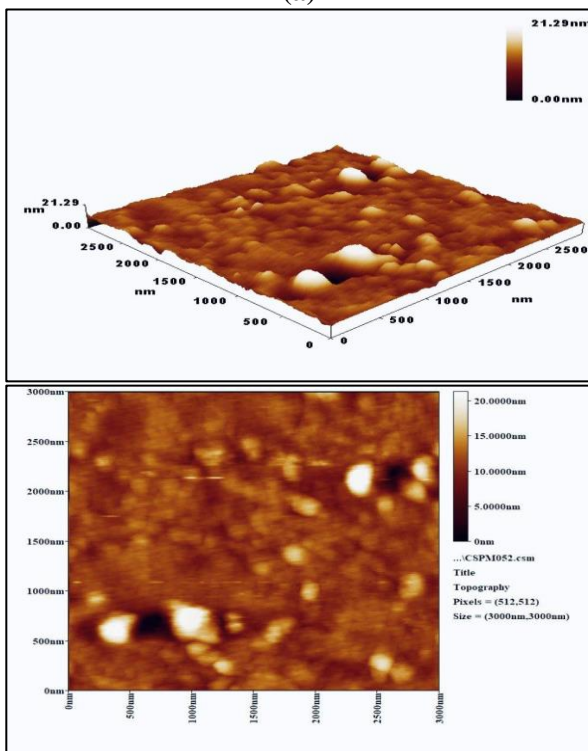 21.29nm
0.00nm
21.29
nm
0.00
2500
2000
1500
1000
500
0
nm
0
500
1000
1500
2000
2500
nm
3000nm
2500nm
2000nm
1500nm
1000nm
500nm
0nm
0nm
500nm
1000nm
1500nm
2000nm
2500nm
3000nm
20.0000nm
15.0000nm
10.0000nm
5.0000nm
0nm
...\CSPM052.csm
Title
Topography
Pixels = (512,512)
Size = (3000nm,3000nm)